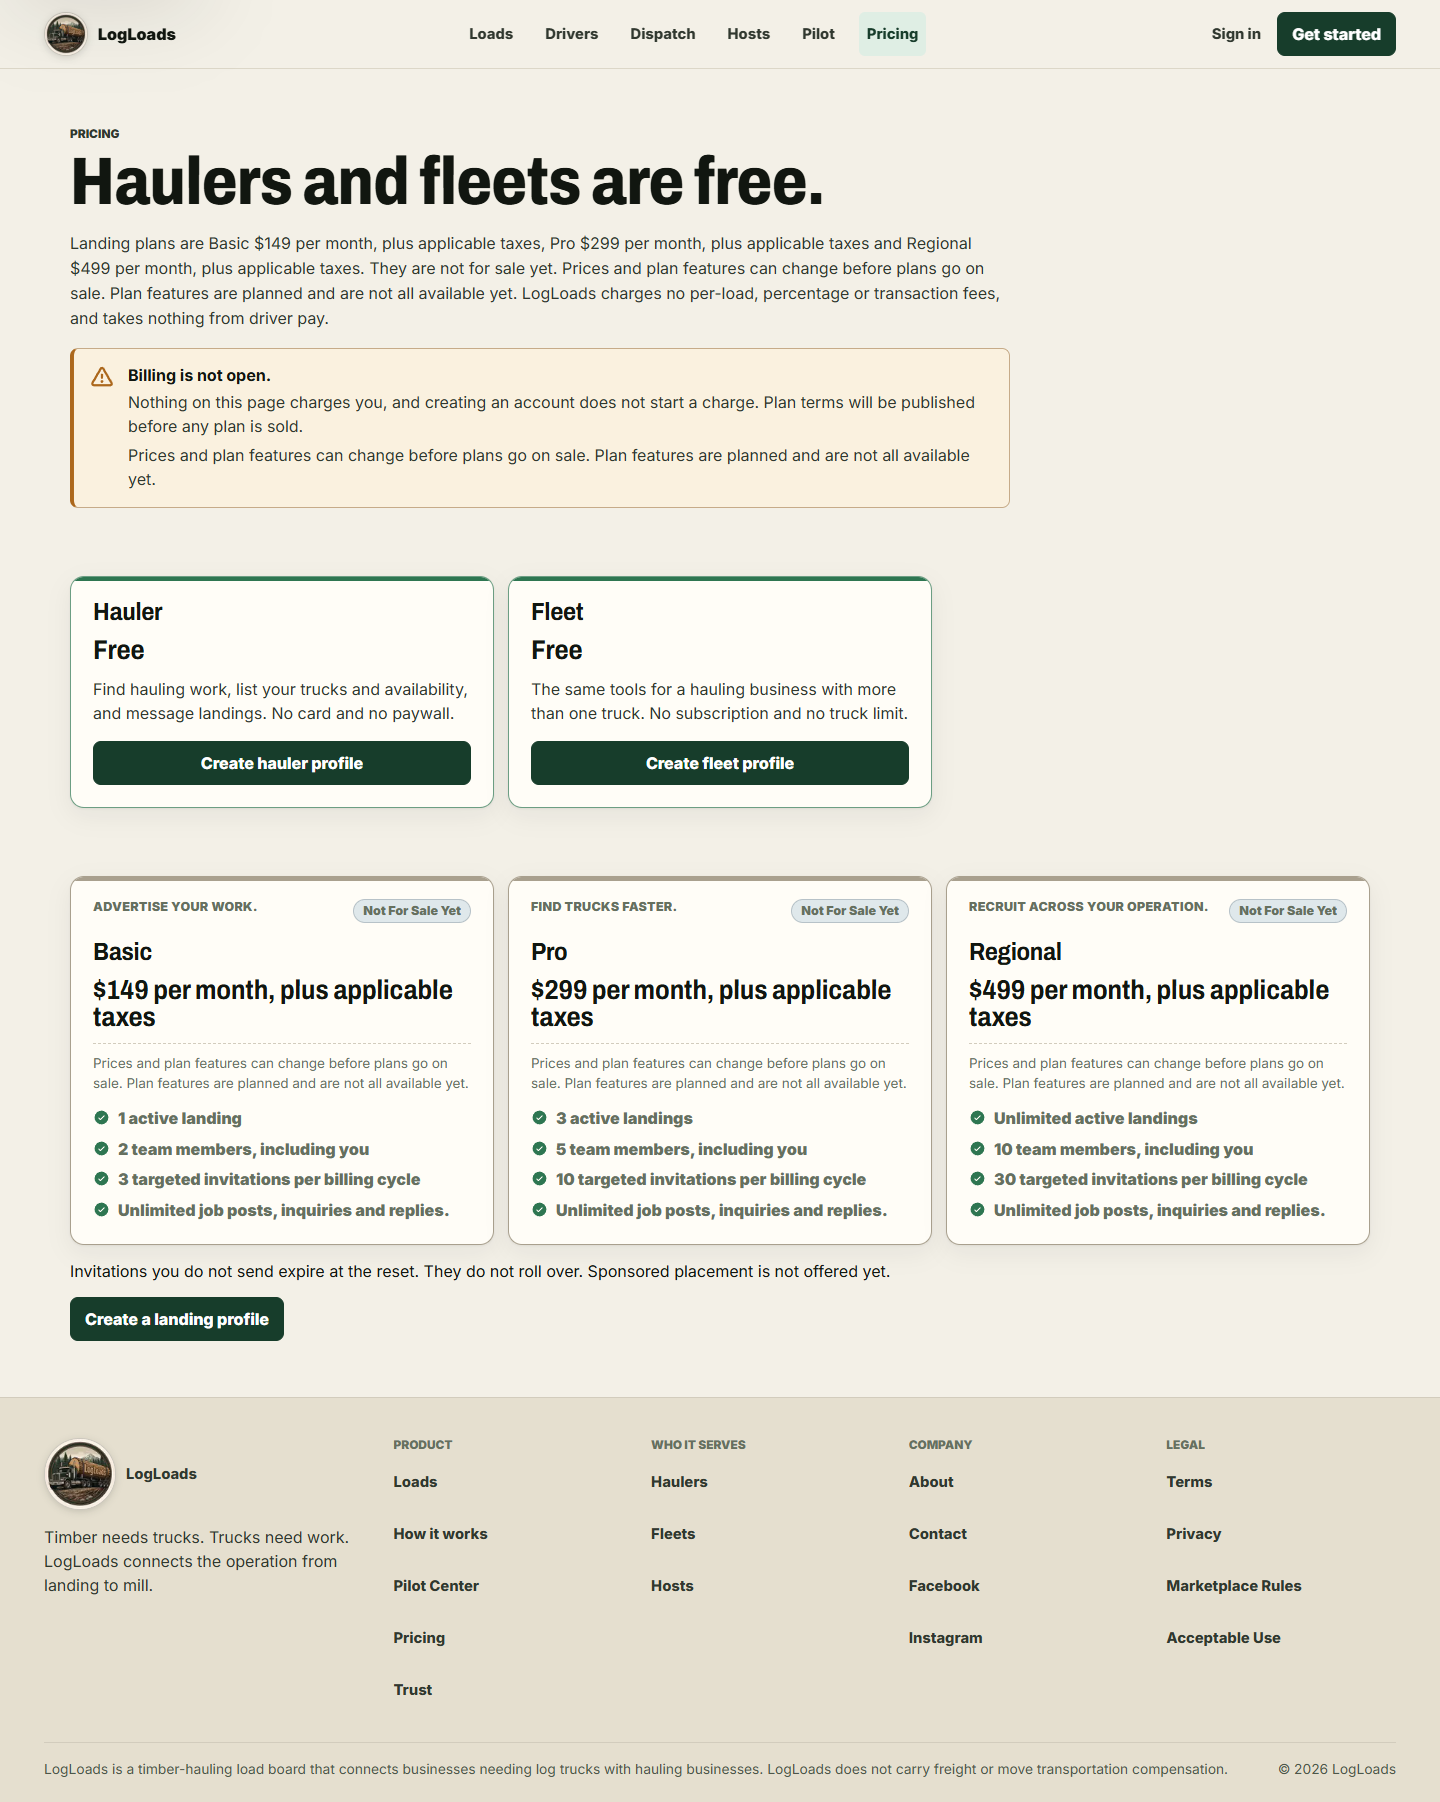 LogLoads
Loads
Drivers
Dispatch
Hosts
Pilot
Pricing
Sign in
Get started
PRICING
Haulers and fleets are free.
Landing plans are Basic $149 per month, plus applicable taxes, Pro $299 per month, plus applicable taxes and Regional
$499 per month, plus applicable taxes. They are not for sale yet. Prices and plan features can change before plans go on
sale. Plan features are planned and are not all available yet. LogLoads charges no per-load, percentage or transaction fees,
and takes nothing from driver pay.
Billing is not open.
Nothing on this page charges you, and creating an account does not start a charge. Plan terms will be published
before any plan is sold.
Prices and plan features can change before plans go on sale. Plan features are planned and are not all available
yet.
Hauler
Free
Find hauling work, list your trucks and availability,
and message landings. No card and no paywall.
Create hauler profile
Fleet
Free
The same tools for a hauling business with more
than one truck. No subscription and no truck limit.
Create fleet profile
ADVERTISE YOUR WORK.
Not For Sale Yet
Basic
$149 per month, plus applicable
taxes
Prices and plan features can change before plans go on
sale. Plan features are planned and are not all available yet.
1 active landing
2 team members, including you
3 targeted invitations per billing cycle
Unlimited job posts, inquiries and replies.
FIND TRUCKS FASTER.
Not For Sale Yet
Pro
$299 per month, plus applicable
taxes
Prices and plan features can change before plans go on
sale. Plan features are planned and are not all available yet.
3 active landings
5 team members, including you
10 targeted invitations per billing cycle
Unlimited job posts, inquiries and replies.
RECRUIT ACROSS YOUR OPERATION.
Not For Sale Yet
Regional
$499 per month, plus applicable
taxes
Prices and plan features can change before plans go on
sale. Plan features are planned and are not all available yet.
Unlimited active landings
10 team members, including you
30 targeted invitations per billing cycle
Unlimited job posts, inquiries and replies.
Invitations you do not send expire at the reset. They do not roll over. Sponsored placement is not offered yet.
Create a landing profile
LogLoads
Timber needs trucks. Trucks need work.
LogLoads connects the operation from
landing to mill.
PRODUCT
Loads
How it works
Pilot Center
Pricing
Trust
WHO IT SERVES
Haulers
Fleets
Hosts
COMPANY
About
Contact
Facebook
Instagram
LEGAL
Terms
Privacy
Marketplace Rules
Acceptable Use
LogLoads is a timber-hauling load board that connects businesses needing log trucks with hauling businesses. LogLoads does not carry freight or move transportation compensation.
© 2026 LogLoads